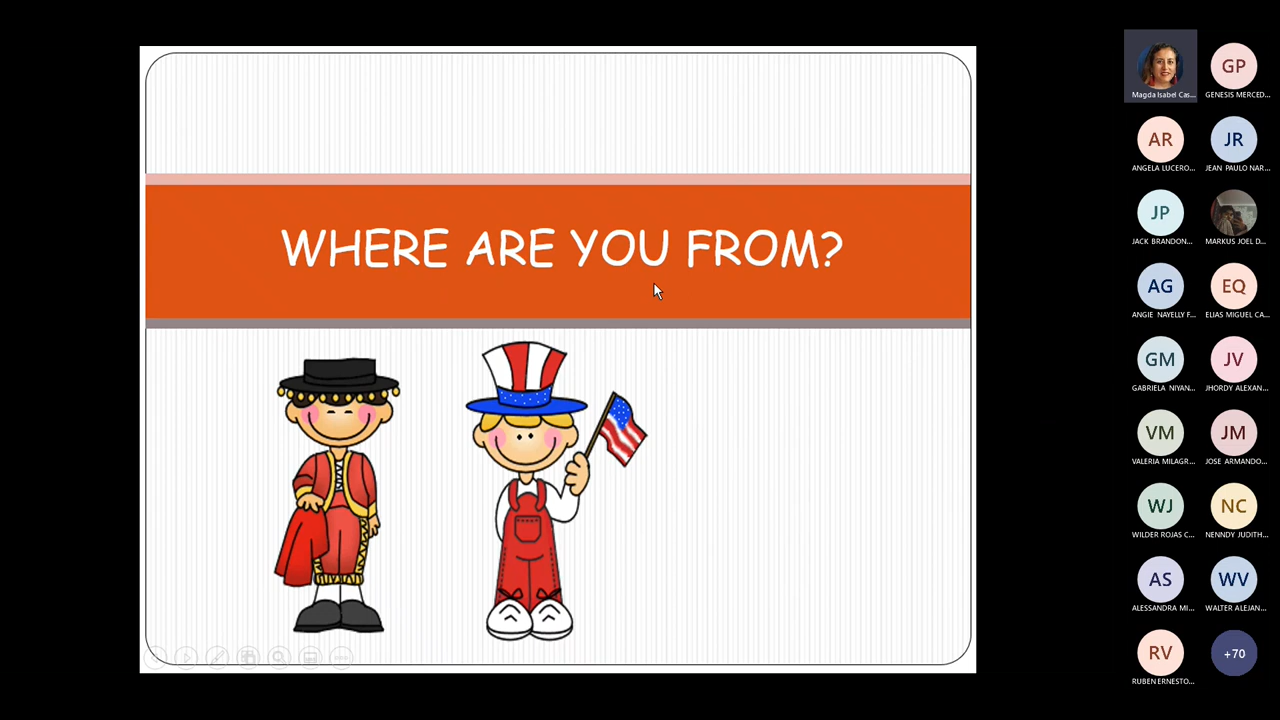 WHERE ARE YOU FROM?
Magda Isabel Cas...
GP
GENESIS MERCED...
AR
ANGELA LUCERO...
JR
JEAN PAULO NAR...
JP
JACK BRANDON...
MARKUS JOEL D...
AG
ANGIE NAYELLY F...
EQ
ELIAS MIGUEL CA...
GM
GABRIELA NIYAN...
JV
JHORDY ALEXAN...
VM
VALERIA MILAGR...
JM
JOSE ARMANDO...
WJ
WILDER ROJAS C...
NC
NENNDY JUDITH...
AS
ALESSANDRA MI...
WV
WALTER ALEJAN...
RV
RUBEN ERNESTO...
+70